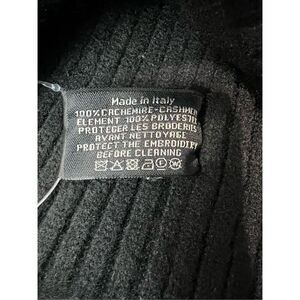 Made in Italy
100% CACHEMIRE-CASHMERE
ELEMENT 100% POLYESTER
PROTEGER LES BRODERIES
AVANT NETTOYAGE
PROTECT THE EMBROIDERY
BEFORE CLEANING